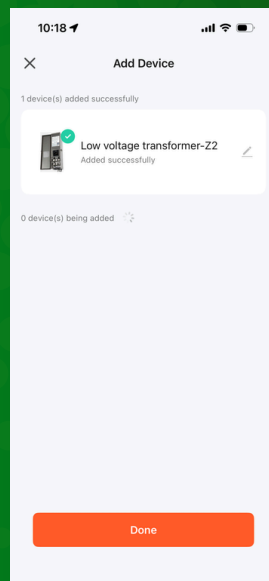 10:18
Add Device
1 device(s) added successfully
Low voltage transformer-Z2
Added successfully
0 device(s) being added
Done